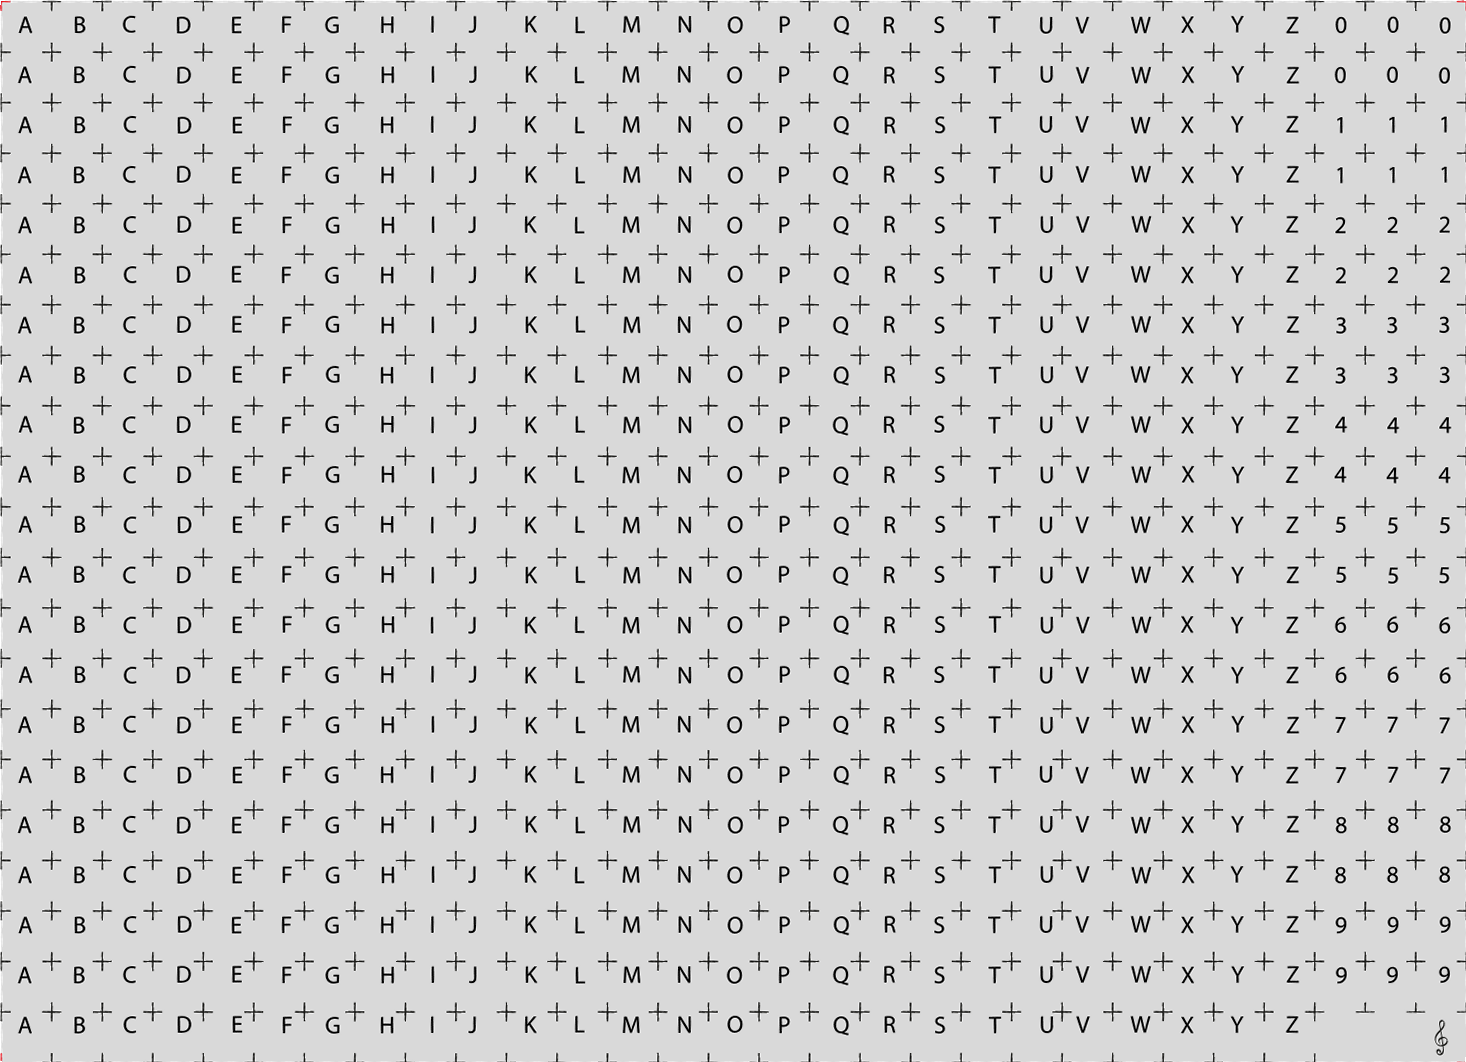 A B C D E F G H I J K L M N O P Q R S T U V W X Y Z 0 0 0
A B C D E F G H I J K L M N O P Q R S T U V W X Y Z 0 0 0
A B C D E F G H I J K L M N O P Q R S T U V W X Y Z 1 1 1
A B C D E F G H I J K L M N O P Q R S T U V W X Y Z 1 1 1
A B C D E F G H I J K L M N O P Q R S T U V W X Y Z 2 2 2
A B C D E F G H I J K L M N O P Q R S T U V W X Y Z 2 2 2
A B C D E F G H I J K L M N O P Q R S T U V W X Y Z 3 3 3
A B C D E F G H I J K L M N O P Q R S T U V W X Y Z 3 3 3
A B C D E F G H I J K L M N O P Q R S T U V W X Y Z 4 4 4
A B C D E F G H I J K L M N O P Q R S T U V W X Y Z 4 4 4
A B C D E F G H I J K L M N O P Q R S T U V W X Y Z 5 5 5
A B C D E F G H I J K L M N O P Q R S T U V W X Y Z 5 5 5
A B C D E F G H I J K L M N O P Q R S T U V W X Y Z 6 6 6
A B C D E F G H I J K L M N O P Q R S T U V W X Y Z 6 6 6
A B C D E F G H I J K L M N O P Q R S T U V W X Y Z 7 7 7
A B C D E F G H I J K L M N O P Q R S T U V W X Y Z 7 7 7
A B C D E F G H I J K L M N O P Q R S T U V W X Y Z 8 8 8
A B C D E F G H I J K L M N O P Q R S T U V W X Y Z 8 8 8
A B C D E F G H I J K L M N O P Q R S T U V W X Y Z 9 9 9
A B C D E F G H I J K L M N O P Q R S T U V W X Y Z 9 9 9
A B C D E F G H I J K L M N O P Q R S T U V W X Y Z